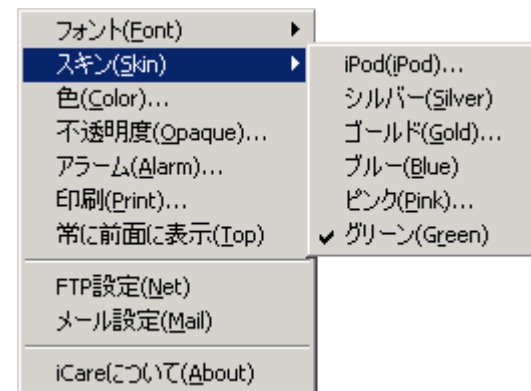 フォント(Font)
スキン(Skin)
色(Color)...
不透明度(Opaque)...
アラーム(Alarm)...
印刷(Print)...
常に前面に表示(Top)
FTP設定(Net)
メール設定(Mail)
iCareについて(About)
iPod(iPod)...
シルバー(Silver)
ゴールド(Gold)...
ブルー(Blue)
ピンク(Pink)...
グリーン(Green)